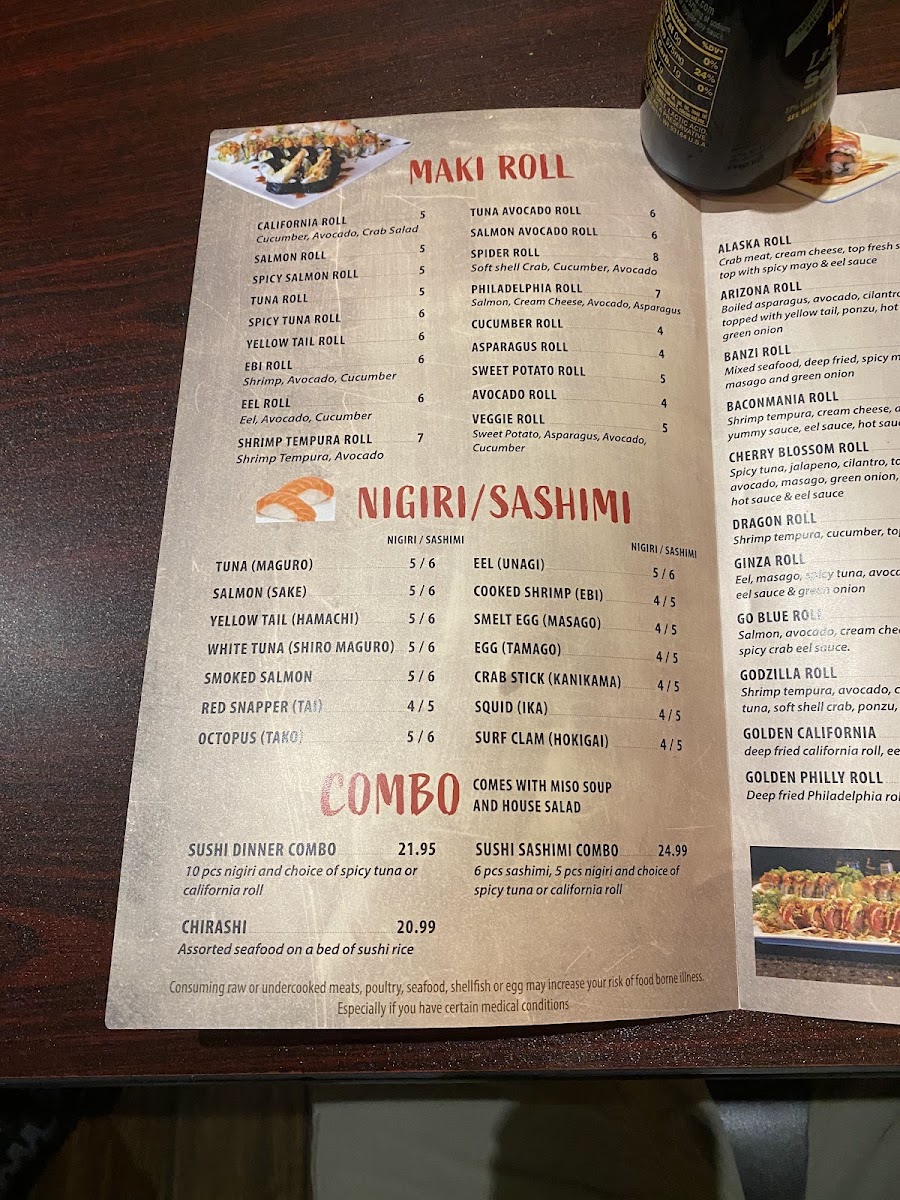 %DV*
0%
24%
0%
LACTIC ACID,
PRESERVATIVE
U.S.A
MAKI ROLL
CALIFORNIA ROLL 5
Cucumber, Avocado, Crab Salad
SALMON ROLL 5
SPICY SALMON ROLL 5
TUNA ROLL 5
SPICY TUNA ROLL 6
YELLOW TAIL ROLL 6
EBI ROLL 6
Shrimp, Avocado, Cucumber
EEL ROLL 6
Eel, Avocado, Cucumber
SHRIMP TEMPURA ROLL 7
Shrimp Tempura, Avocado
TUNA AVOCADO ROLL 6
SALMON AVOCADO ROLL 6
SPIDER ROLL 8
Soft shell Crab, Cucumber, Avocado
PHILADELPHIA ROLL 7
Salmon, Cream Cheese, Avocado, Asparagus
CUCUMBER ROLL 4
ASPARAGUS ROLL 4
SWEET POTATO ROLL 5
AVOCADO ROLL 4
VEGGIE ROLL 5
Sweet Potato, Asparagus, Avocado,
Cucumber
NIGIRI/SASHIMI
NIGIRI / SASHIMI
TUNA (MAGURO) 5 / 6
SALMON (SAKE) 5 / 6
YELLOW TAIL (HAMACHI) 5 / 6
WHITE TUNA (SHIRO MAGURO) 5 / 6
SMOKED SALMON 5 / 6
RED SNAPPER (TAI) 4 / 5
OCTOPUS (TAKO) 5 / 6
NIGIRI / SASHIMI
EEL (UNAGI) 5 / 6
COOKED SHRIMP (EBI) 4 / 5
SMELT EGG (MASAGO) 4 / 5
EGG (TAMAGO) 4 / 5
CRAB STICK (KANIKAMA) 4 / 5
SQUID (IKA) 4 / 5
SURF CLAM (HOKIGAI) 4 / 5
COMBO
COMES WITH MISO SOUP
AND HOUSE SALAD
SUSHI DINNER COMBO 21.95
10 pcs nigiri and choice of spicy tuna or
california roll
CHIRASHI 20.99
Assorted seafood on a bed of sushi rice
SUSHI SASHIMI COMBO 24.99
6 pcs sashimi, 5 pcs nigiri and choice of
spicy tuna or california roll
Consuming raw or undercooked meats, poultry, seafood, shellfish or egg may increase your risk of food borne illness.
Especially if you have certain medical conditions
ALASKA ROLL
Crab meat, cream cheese, top fresh
top with spicy mayo & eel sauce
ARIZONA ROLL
Boiled asparagus, avocado, cilantro
topped with yellow tail, ponzu, hot
green onion
BANZI ROLL
Mixed seafood, deep fried, spicy
masago and green onion
BACONMANIA ROLL
Shrimp tempura, cream cheese,
yummy sauce, eel sauce, hot
CHERRY BLOSSOM ROLL
Spicy tuna, jalapeno, cilantro,
avocado, masago, green onion,
hot sauce & eel sauce
DRAGON ROLL
Shrimp tempura, cucumber,
GINZA ROLL
Eel, masago, spicy tuna,
eel sauce & green onion
GO BLUE ROLL
Salmon, avocado, cream
spicy crab eel sauce.
GODZILLA ROLL
Shrimp tempura, avocado,
tuna, soft shell crab, ponzu,
GOLDEN CALIFORNIA
deep fried california roll,
GOLDEN PHILLY ROLL
Deep fried Philadelphia